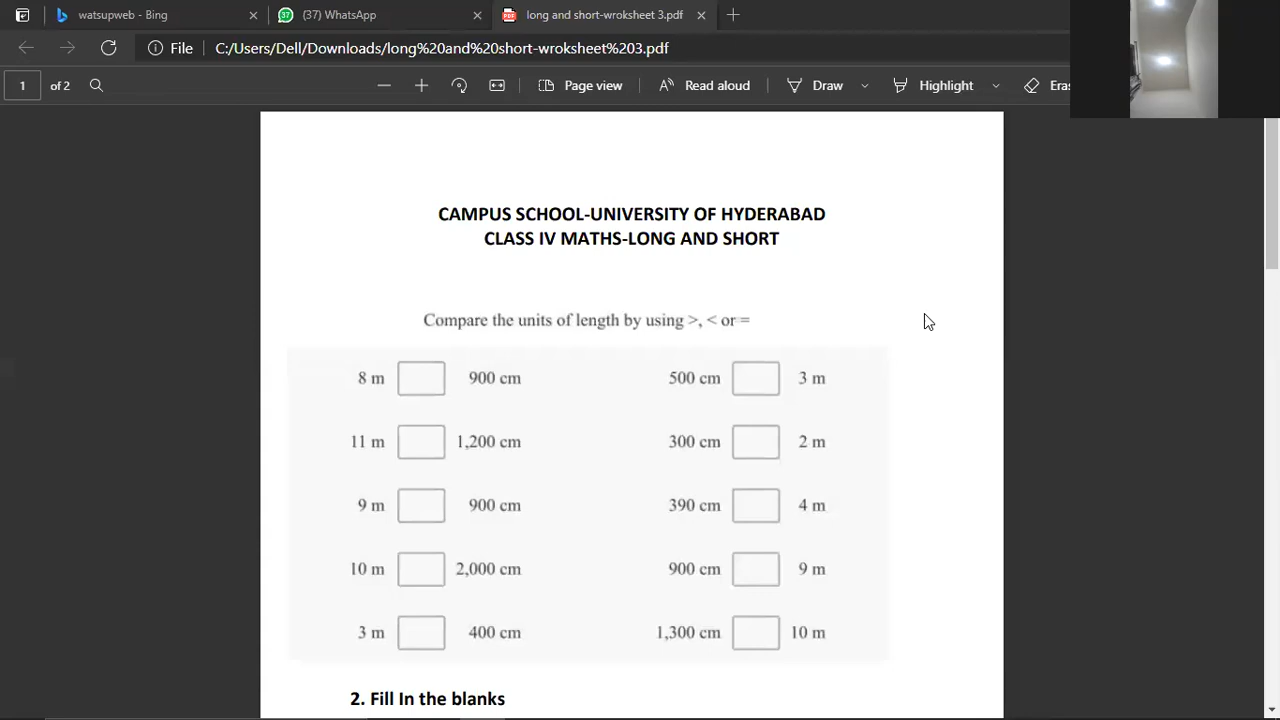 watsupweb - Bing
(37) WhatsApp
long and short-wroksheet 3.pdf
File
C:/Users/Dell/Downloads/long%20and%20short-wroksheet%203.pdf
1 of 2
Page view
Read aloud
Draw
Highlight
Eras
CAMPUS SCHOOL-UNIVERSITY OF HYDERABAD
CLASS IV MATHS-LONG AND SHORT
Compare the units of length by using >, < or =
8 m 900 cm 500 cm 3 m
11 m 1,200 cm 300 cm 2 m
9 m 900 cm 390 cm 4 m
10 m 2,000 cm 900 cm 9 m
3 m 400 cm 1,300 cm 10 m
2. Fill In the blanks